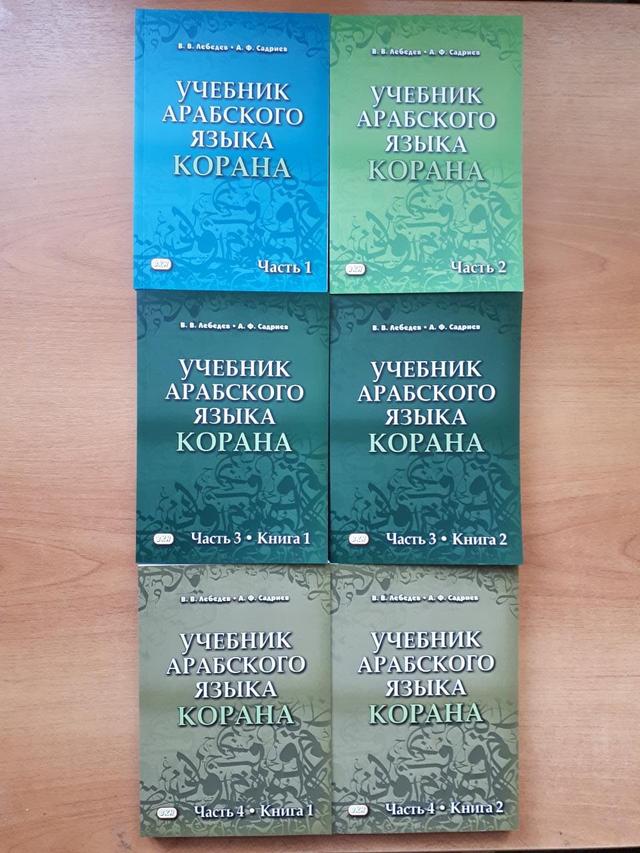 В. В. Лебедев • А. Ф. Садриев
УЧЕБНИК
АРАБСКОГО
ЯЗЫКА
КОРАНА
Часть 1
В. В. Лебедев • А. Ф. Садриев
УЧЕБНИК
АРАБСКОГО
ЯЗЫКА
КОРАНА
Часть 2
В. В. Лебедев • А. Ф. Садриев
УЧЕБНИК
АРАБСКОГО
ЯЗЫКА
КОРАНА
Часть 3 • Книга 1
В. В. Лебедев • А. Ф. Садриев
УЧЕБНИК
АРАБСКОГО
ЯЗЫКА
КОРАНА
Часть 3 • Книга 2
В. В. Лебедев • А. Ф. Садриев
УЧЕБНИК
АРАБСКОГО
ЯЗЫКА
КОРАНА
Часть 4 • Книга 1
В. В. Лебедев • А. Ф. Садриев
УЧЕБНИК
АРАБСКОГО
ЯЗЫКА
КОРАНА
Часть 4 • Книга 2